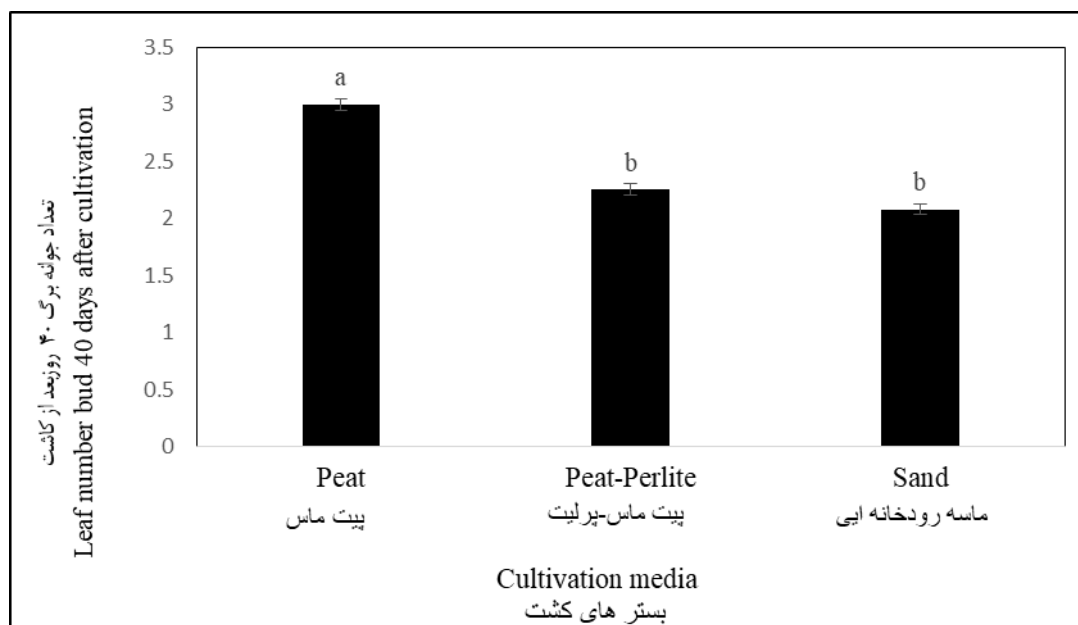 تعداد جوانه برگ ۴۰ روزبعد از کاشت
Leaf number bud 40 days after cultivation
3.5
3
2.5
2
1.5
1
0.5
0
a
b
b
Peat
Peat-Perlite
Sand
پیت ماس
پیت ماس-پرلیت
ماسه رودخانه ایی
Cultivation media
بستر های کشت